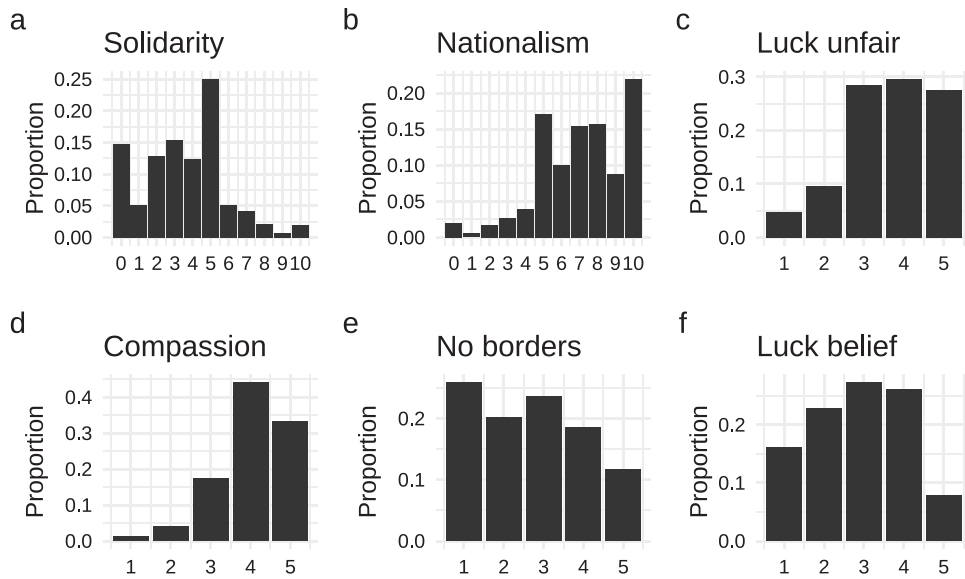 a
Solidarity
Proportion
0.25
0.20
0.15
0.10
0.05
0.00
0 1 2 3 4 5 6 7 8 9 10
b
Nationalism
Proportion
0.20
0.15
0.10
0.05
0.00
0 1 2 3 4 5 6 7 8 9 10
c
Luck unfair
Proportion
0.3
0.2
0.1
0.0
1 2 3 4 5
d
Compassion
Proportion
0.4
0.3
0.2
0.1
0.0
1 2 3 4 5
e
No borders
Proportion
0.2
0.1
0.0
1 2 3 4 5
f
Luck belief
Proportion
0.2
0.1
0.0
1 2 3 4 5